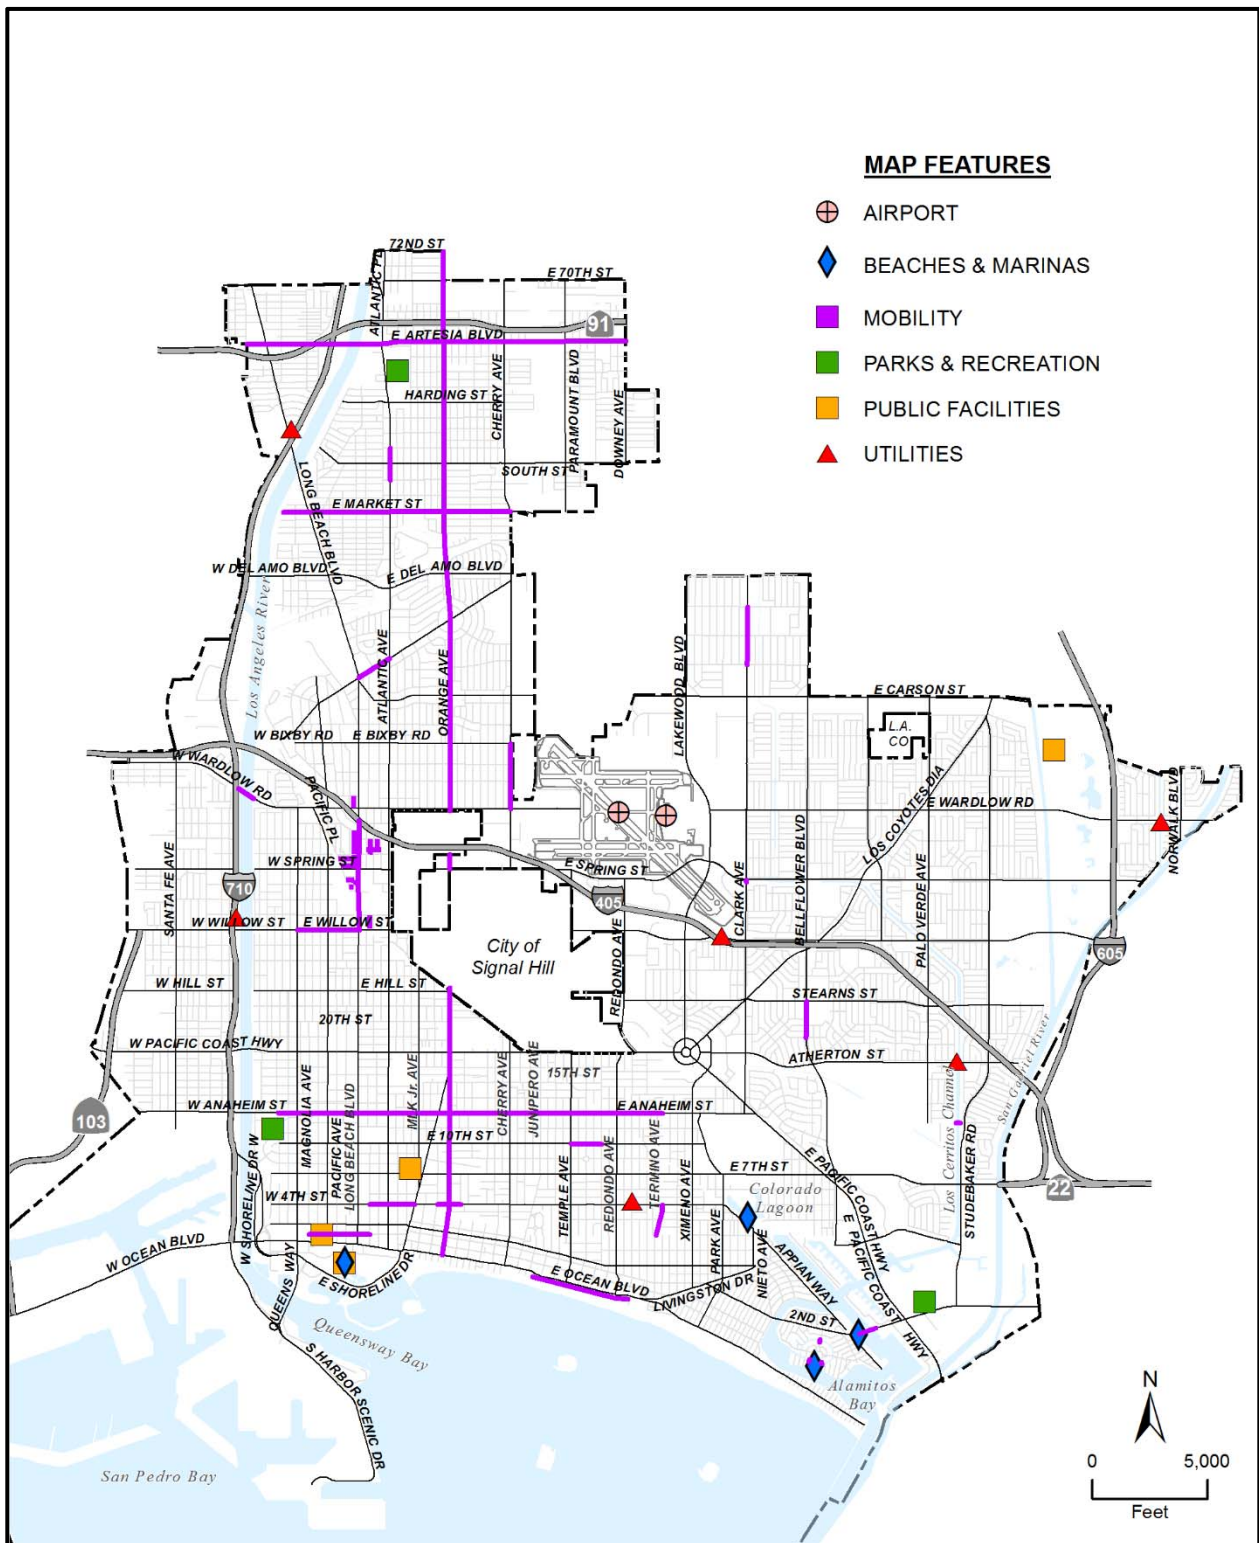 MAP FEATURES
AIRPORT
BEACHES & MARINAS
MOBILITY
PARKS & RECREATION
PUBLIC FACILITIES
UTILITIES
72ND ST
E 70TH ST
ATLANTIC PL
91
E ARTESIA BLVD
HARDING ST
CHERRY AVE
PARAMOUNT BLVD
DOWNEY AVE
SOUTH ST
LONG BEACH BLVD
E MARKET ST
W DEL AMO BLVD
E DEL AMO BLVD
Los Angeles River
ATLANTIC AVE
ORANGE AVE
LAKEWOOD BLVD
E CARSON ST
L.A.
CO
W BIXBY RD
E BIXBY RD
W WARDLOW RD
PACIFIC PL
LOS COYOTES DIA
E WARDLOW RD
NORWALK BLVD
W SPRING ST
E SPRING ST
SANTA FE AVE
710
405
CLARK AVE
BELLFLOWER BLVD
PALO VERDE AVE
W WILLOW ST
E WILLOW ST
REDONDO AVE
605
City of
Signal Hill
W HILL ST
E HILL ST
STEARNS ST
20TH ST
W PACIFIC COAST HWY
ATHERTON ST
15TH ST
MAGNOLIA AVE
MLK Jr. AVE
CHERRY AVE
JUNIPERO AVE
W ANAHEIM ST
E ANAHEIM ST
103
San Gabriel River
Los Cerritos Channel
PACIFIC AVE
LONG BEACH BLVD
E 10TH ST
E PACIFIC COAST HWY
W SHORELINE DR W
W 4TH ST
TEMPLE AVE
REDONDO AVE
TERMINO AVE
XIMENO AVE
E 7TH ST
22
Colorado
Lagoon
PARK AVE
NIETO AVE
STUDEBAKER RD
W OCEAN BLVD
QUEENS WAY
E SHORELINE DR
E OCEAN BLVD
LIVINGSTON DR
APPIAN WAY
E PACIFIC COAST HWY
2ND ST
Queensway Bay
S HARBOR SCENIC DR
Alamitos
Bay
San Pedro Bay
N
0 5,000
Feet